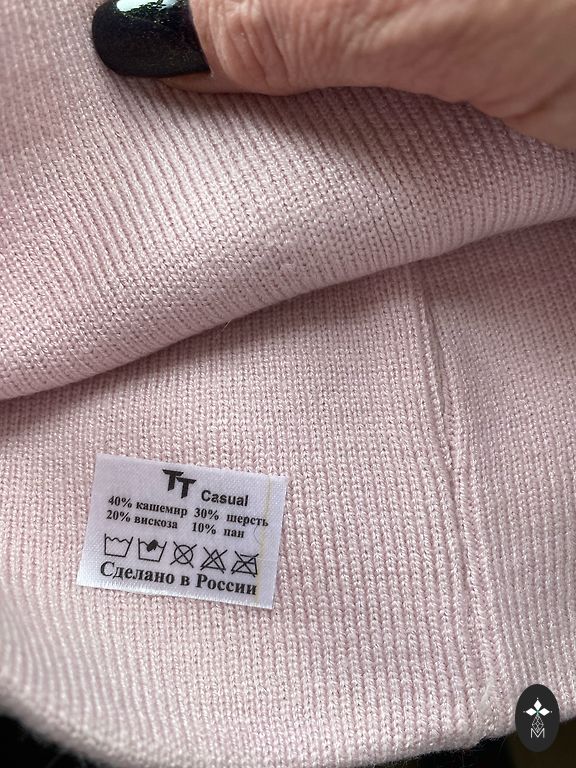 TT Casual
40% кашемир 30% шерсть
20% вискоза 10% пан
Сделано в России
M